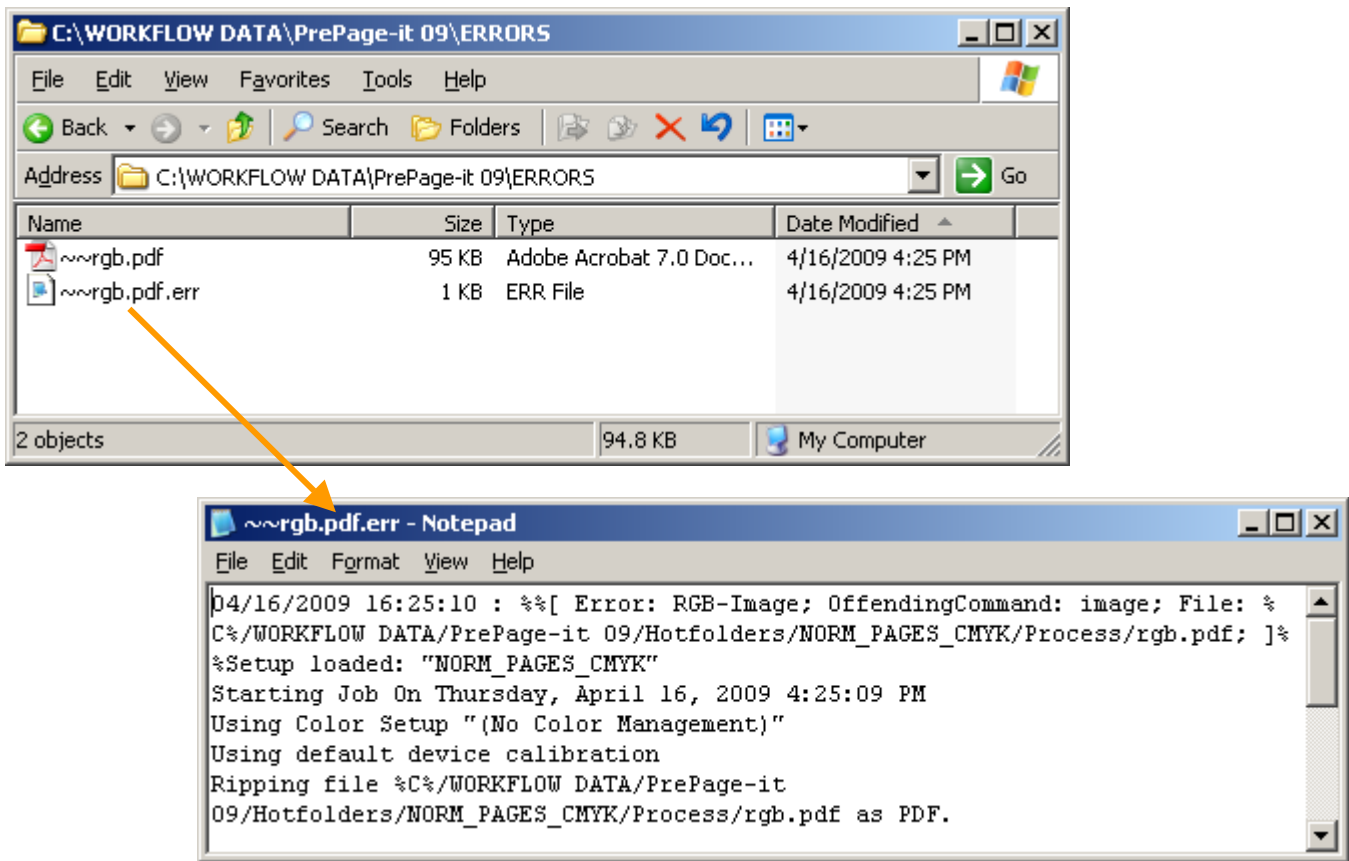 C:\WORKFLOW DATA\PrePage-it 09\ERRORS
File Edit View Favorites Tools Help
Back Search Folders
Address C:\WORKFLOW DATA\PrePage-it 09\ERRORS Go
Name Size Type Date Modified
~~rgb.pdf 95 KB Adobe Acrobat 7.0 Doc... 4/16/2009 4:25 PM
~~rgb.pdf.err 1 KB ERR File 4/16/2009 4:25 PM
2 objects 94.8 KB My Computer
~~rgb.pdf.err - Notepad
File Edit Format View Help
04/16/2009 16:25:10 : %%[ Error: RGB-Image; OffendingCommand: image; File: %
C%/WORKFLOW DATA/PrePage-it 09/Hotfolders/NORM_PAGES_CMYK/Process/rgb.pdf; ]%
%Setup loaded: "NORM_PAGES_CMYK"
Starting Job On Thursday, April 16, 2009 4:25:09 PM
Using Color Setup "(No Color Management)"
Using default device calibration
Ripping file %C%/WORKFLOW DATA/PrePage-it
09/Hotfolders/NORM_PAGES_CMYK/Process/rgb.pdf as PDF.